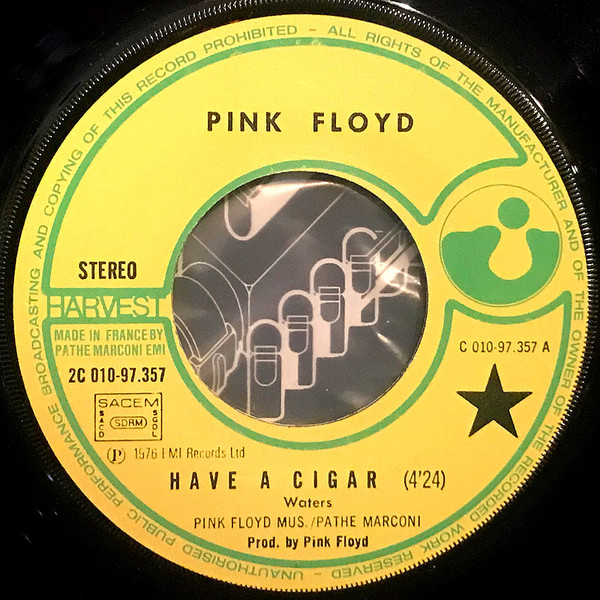 ALL RIGHTS OF THE MANUFACTURER AND OF THE OWNER OF THE RECORDED WORK RESERVED - UNAUTHORISED PUBLIC PERFORMANCE BROADCASTING AND COPYING OF THIS RECORD PROHIBITED -
PINK FLOYD
STEREO
HARVEST
MADE IN FRANCE BY
PATHE MARCONI EMI
2C 010-97.357
C 010-97.357 A
SACEM
SACD
SDRM
SGDL
Ⓟ 1976 EMI Records Ltd
HAVE A CIGAR (4'24)
Waters
PINK FLOYD MUS./PATHE MARCONI
Prod. by Pink Floyd